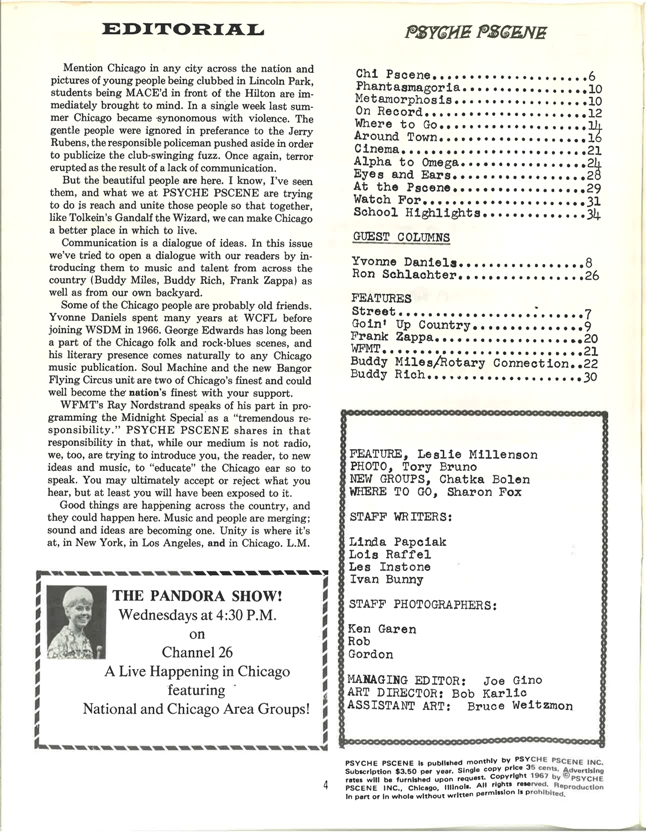 EDITORIAL
Mention Chicago in any city across the nation and
pictures of young people being clubbed in Lincoln Park,
students being MACE'd in front of the Hilton are im-
mediately brought to mind. In a single week last sum-
mer Chicago became synonomous with violence. The
gentle people were ignored in preferance to the Jerry
Rubens, the responsible policeman pushed aside in order
to publicize the club-swinging fuzz. Once again, terror
erupted as the result of a lack of communication.
But the beautiful people are here. I know, I've seen
them, and what we at PSYCHE PSCENE are trying
to do is reach and unite those people so that together,
like Tolkein's Gandalf the Wizard, we can make Chicago
a better place in which to live.
Communication is a dialogue of ideas. In this issue
we've tried to open a dialogue with our readers by in-
troducing them to music and talent from across the
country (Buddy Miles, Buddy Rich, Frank Zappa) as
well as from our own backyard.
Some of the Chicago people are probably old friends.
Yvonne Daniels spent many years at WCFL before
joining WSDM in 1966. George Edwards has long been
a part of the Chicago folk and rock-blues scenes, and
his literary presence comes naturally to any Chicago
music publication. Soul Machine and the new Bangor
Flying Circus unit are two of Chicago's finest and could
well become the nation's finest with your support.
WFMT's Ray Nordstrand speaks of his part in pro-
gramming the Midnight Special as a "tremendous re-
sponsibility." PSYCHE PSCENE shares in that
responsibility in that, while our medium is not radio,
we, too, are trying to introduce you, the reader, to new
ideas and music, to "educate" the Chicago ear so to
speak. You may ultimately accept or reject what you
hear, but at least you will have been exposed to it.
Good things are happening across the country, and
they could happen here. Music and people are merging;
sound and ideas are becoming one. Unity is where it's
at, in New York, in Los Angeles, and in Chicago. L.M.
THE PANDORA SHOW!
Wednesdays at 4:30 P.M.
on
Channel 26
A Live Happening in Chicago
featuring
National and Chicago Area Groups!
PSYCHE PSCENE
Chi Pscene.....................6
Phantasmagoria.................10
Metamorphosis..................10
On Record......................12
Where to Go....................14
Around Town....................16
Cinema.........................21
Alpha to Omega.................24
Eyes and Ears..................28
At the Pscene..................29
Watch For......................31
School Highlights..............34
GUEST COLUMNS
Yvonne Daniels.................8
Ron Schlachter.................26
FEATURES
Street.........................7
Goin' Up Country...............9
Frank Zappa....................20
WFMT...........................21
Buddy Miles/Rotary Connection..22
Buddy Rich.....................30
FEATURE, Leslie Millenson
PHOTO, Tory Bruno
NEW GROUPS, Chatka Bolen
WHERE TO GO, Sharon Fox
STAFF WRITERS:
Linda Papciak
Lois Raffel
Les Instone
Ivan Bunny
STAFF PHOTOGRAPHERS:
Ken Garen
Rob
Gordon
MANAGING EDITOR: Joe Gino
ART DIRECTOR: Bob Karlic
ASSISTANT ART: Bruce Weitzmon
PSYCHE PSCENE is published monthly by PSYCHE PSCENE INC.
Subscription $3.50 per year. Single copy price 35 cents. Advertising
rates will be furnished upon request. Copyright 1967 by © PSYCHE
PSCENE INC., Chicago, Illinois. All rights reserved. Reproduction
in part or in whole without written permission is prohibited.
4